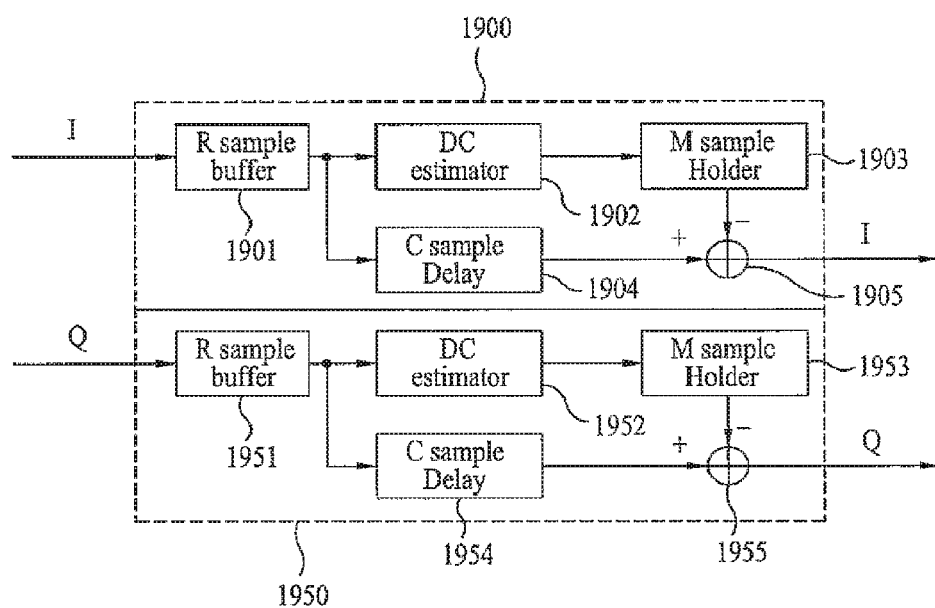 1900
I
R sample
buffer
DC
estimator
M sample
Holder
1903
1901
1902
C sample
Delay
+
−
I
1904
1905
Q
R sample
buffer
DC
estimator
M sample
Holder
1953
1951
1952
C sample
Delay
+
−
Q
1954
1955
1950